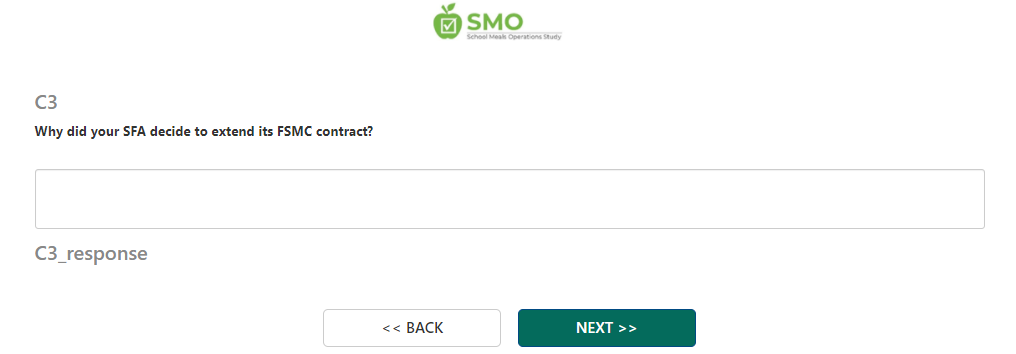 SMO
School Meals Operations Study
C3
Why did your SFA decide to extend its FSMC contract?
C3_response
<< BACK
NEXT >>